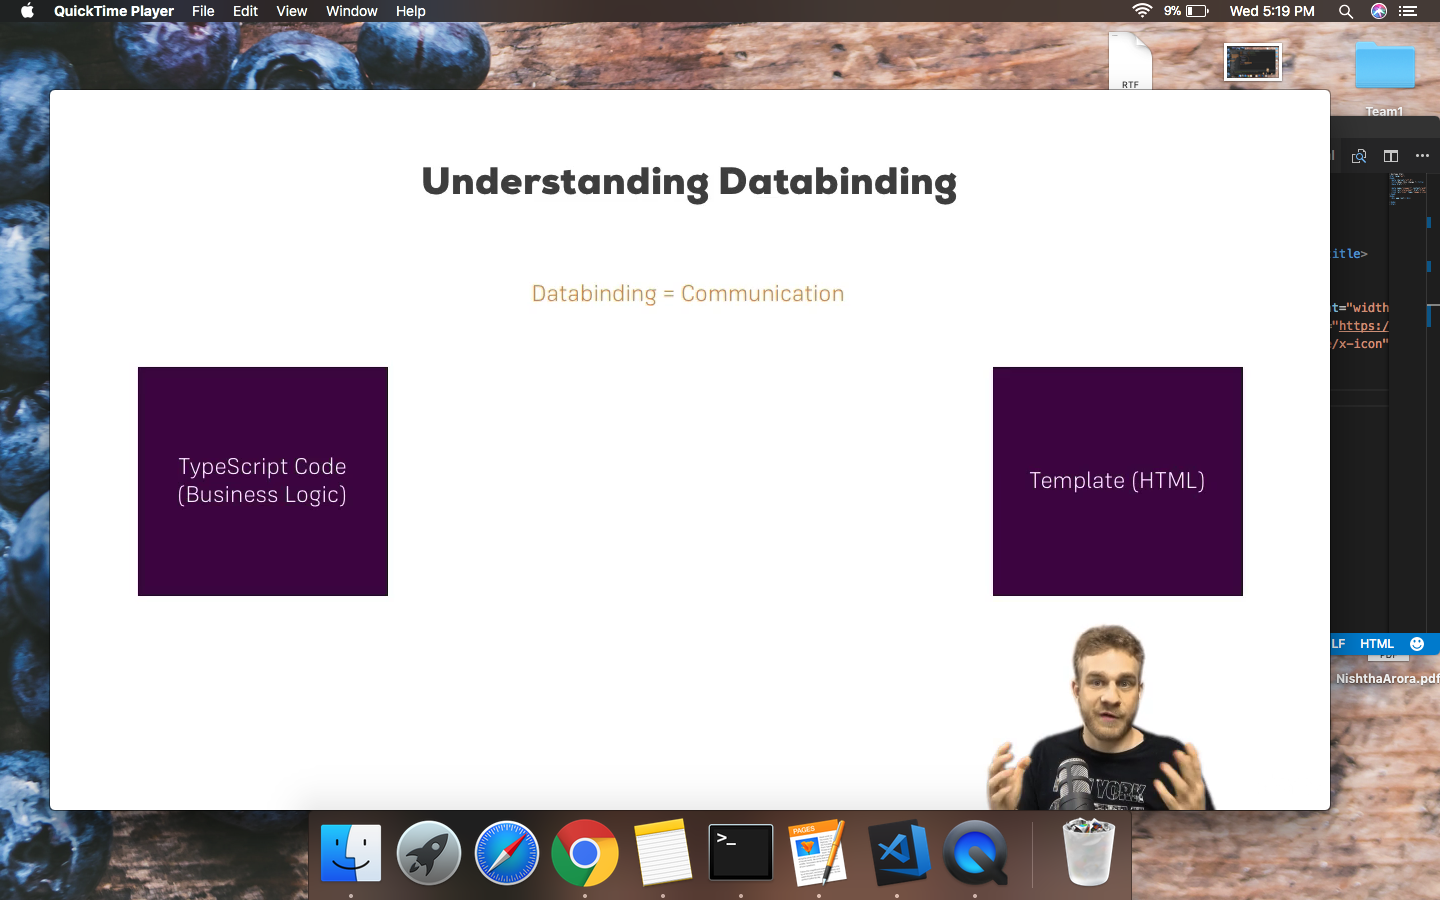 QuickTime Player File Edit View Window Help 9% Wed 5:19 PM
RTF
Team1
Understanding Databinding
itle>
Databinding = Communication
t="width
="https:/
/x-icon"
TypeScript Code
(Business Logic)
Template (HTML)
LF HTML
NishthaArora.pdf
YORK
>_
PAGES